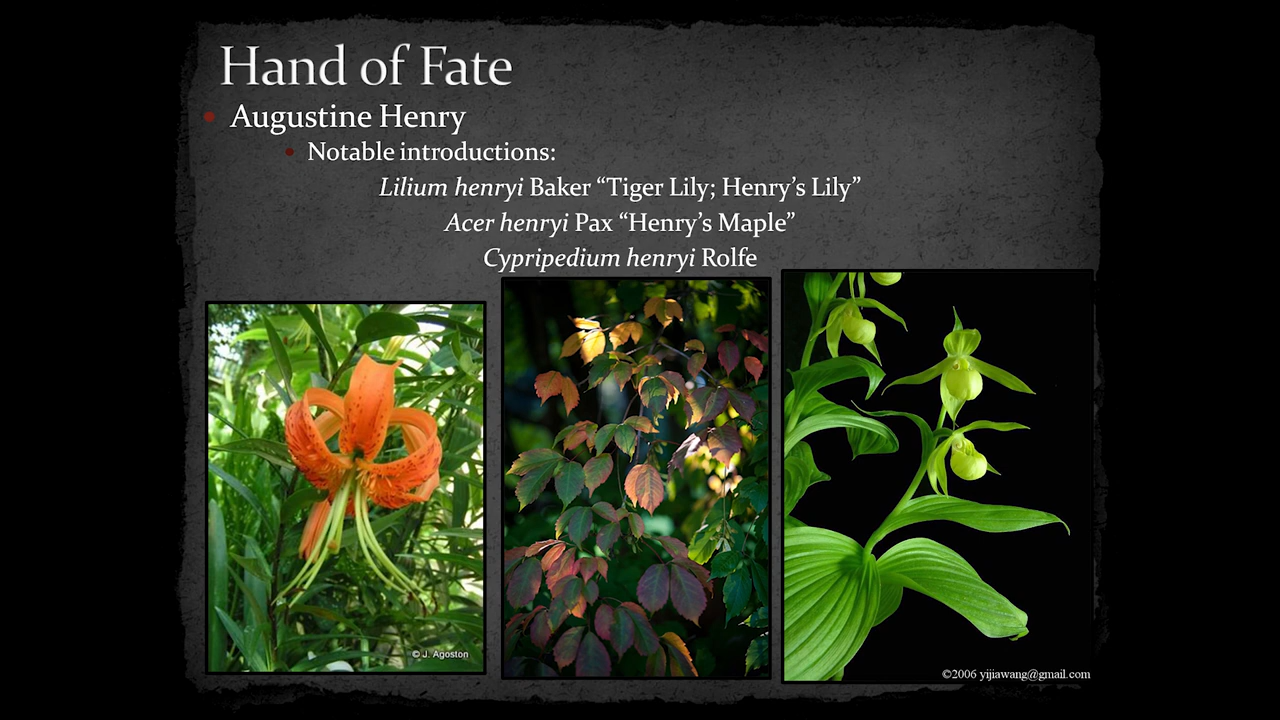 Hand of Fate
• Augustine Henry
• Notable introductions:
Lilium henryi Baker “Tiger Lily; Henry’s Lily”
Acer henryi Pax “Henry’s Maple”
Cypripedium henryi Rolfe
© J. Agoston
©2006 yijiawang@gmail.com